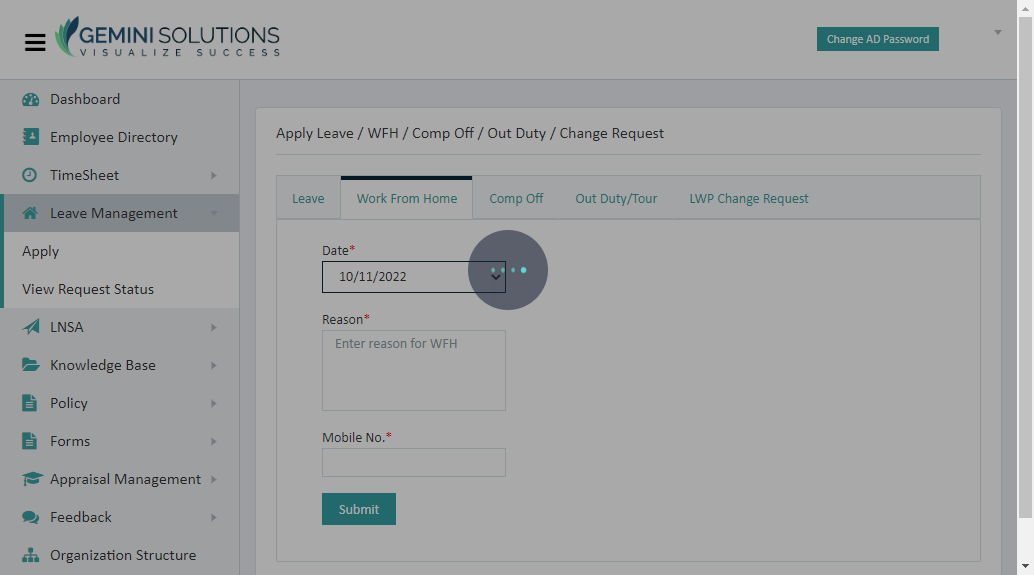 GEMINI SOLUTIONS
VISUALIZE SUCCESS
Change AD Password
Dashboard
Employee Directory
TimeSheet
Leave Management
Apply
View Request Status
LNSA
Knowledge Base
Policy
Forms
Appraisal Management
Feedback
Organization Structure
Apply Leave / WFH / Comp Off / Out Duty / Change Request
Leave Work From Home Comp Off Out Duty/Tour LWP Change Request
Date*
10/11/2022
Reason*
Enter reason for WFH
Mobile No.*
Submit